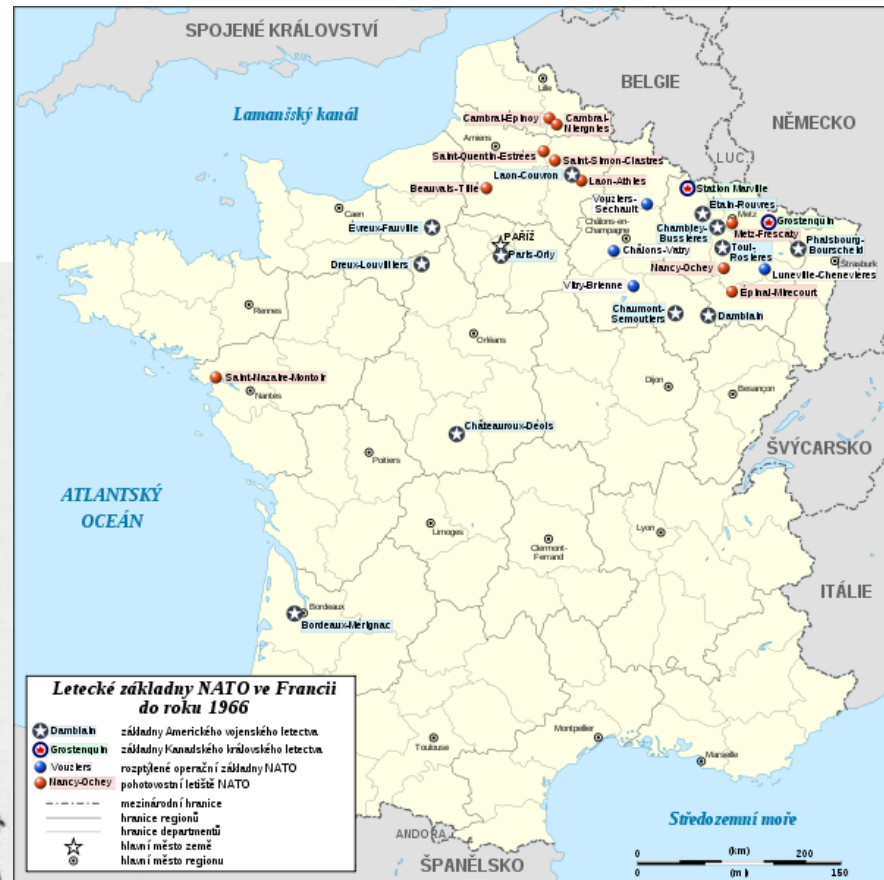 SPOJENÉ KRÁLOVSTVÍ
BELGIE
NĚMECKO
LUC.
Lamanšský kanál
Lille
Cambral-Épinoy
Cambral-
Niergnies
Amiens
Saint-Quentin-Estrées
Saint-Simon-Clastres
Laon-Couvron
Laon-Athies
Beauvais-Tillé
Station Marville
Vouziers-
Sechault
Étain-Rouvres
Metz
Grostenquin
Caen
Évreux-Fauville
Châlons-en-
Champagne
Chambley-
Bussieres
Metz-Frescaty
Phalsbourg-
Bourscheid
PAŘÍŽ
Paris-Orly
Châlons-Vatry
Toul-
Rosieres
Štrasburk
Dreux-Louvilliers
Nancy-Ochey
Luneville-Chenevières
Vitry-Brienne
Épinal-Mirecourt
Chaumont-
Semoutiers
Damblain
Rennes
Orléans
Saint-Nazaire-Montoir
Nantes
Dijon
Besançon
Châteauroux-Déols
Poitiers
ŠVÝCARSKO
ATLANTSKÝ
OCEÁN
Limoges
Clermont-
Ferrand
Lyon
ITÁLIE
Bordeaux
Bordeaux-Mérignac
Letecké základny NATO ve Francii
do roku 1966
Damblain základny Amerického vojenského letectva
Grostenquin základny Kanadského královského letectva
Vouziers rozptýlené operační základny NATO
Nancy-Ochey pohotovostní letiště NATO
mezinárodní hranice
hranice regionů
hranice departmentů
hlavní město země
hlavní město regionu
Toulouse
Montpellier
Marseille
Středozemní moře
ANDORA
ŠPANĚLSKO
0 (km) 200
0 (mi) 150